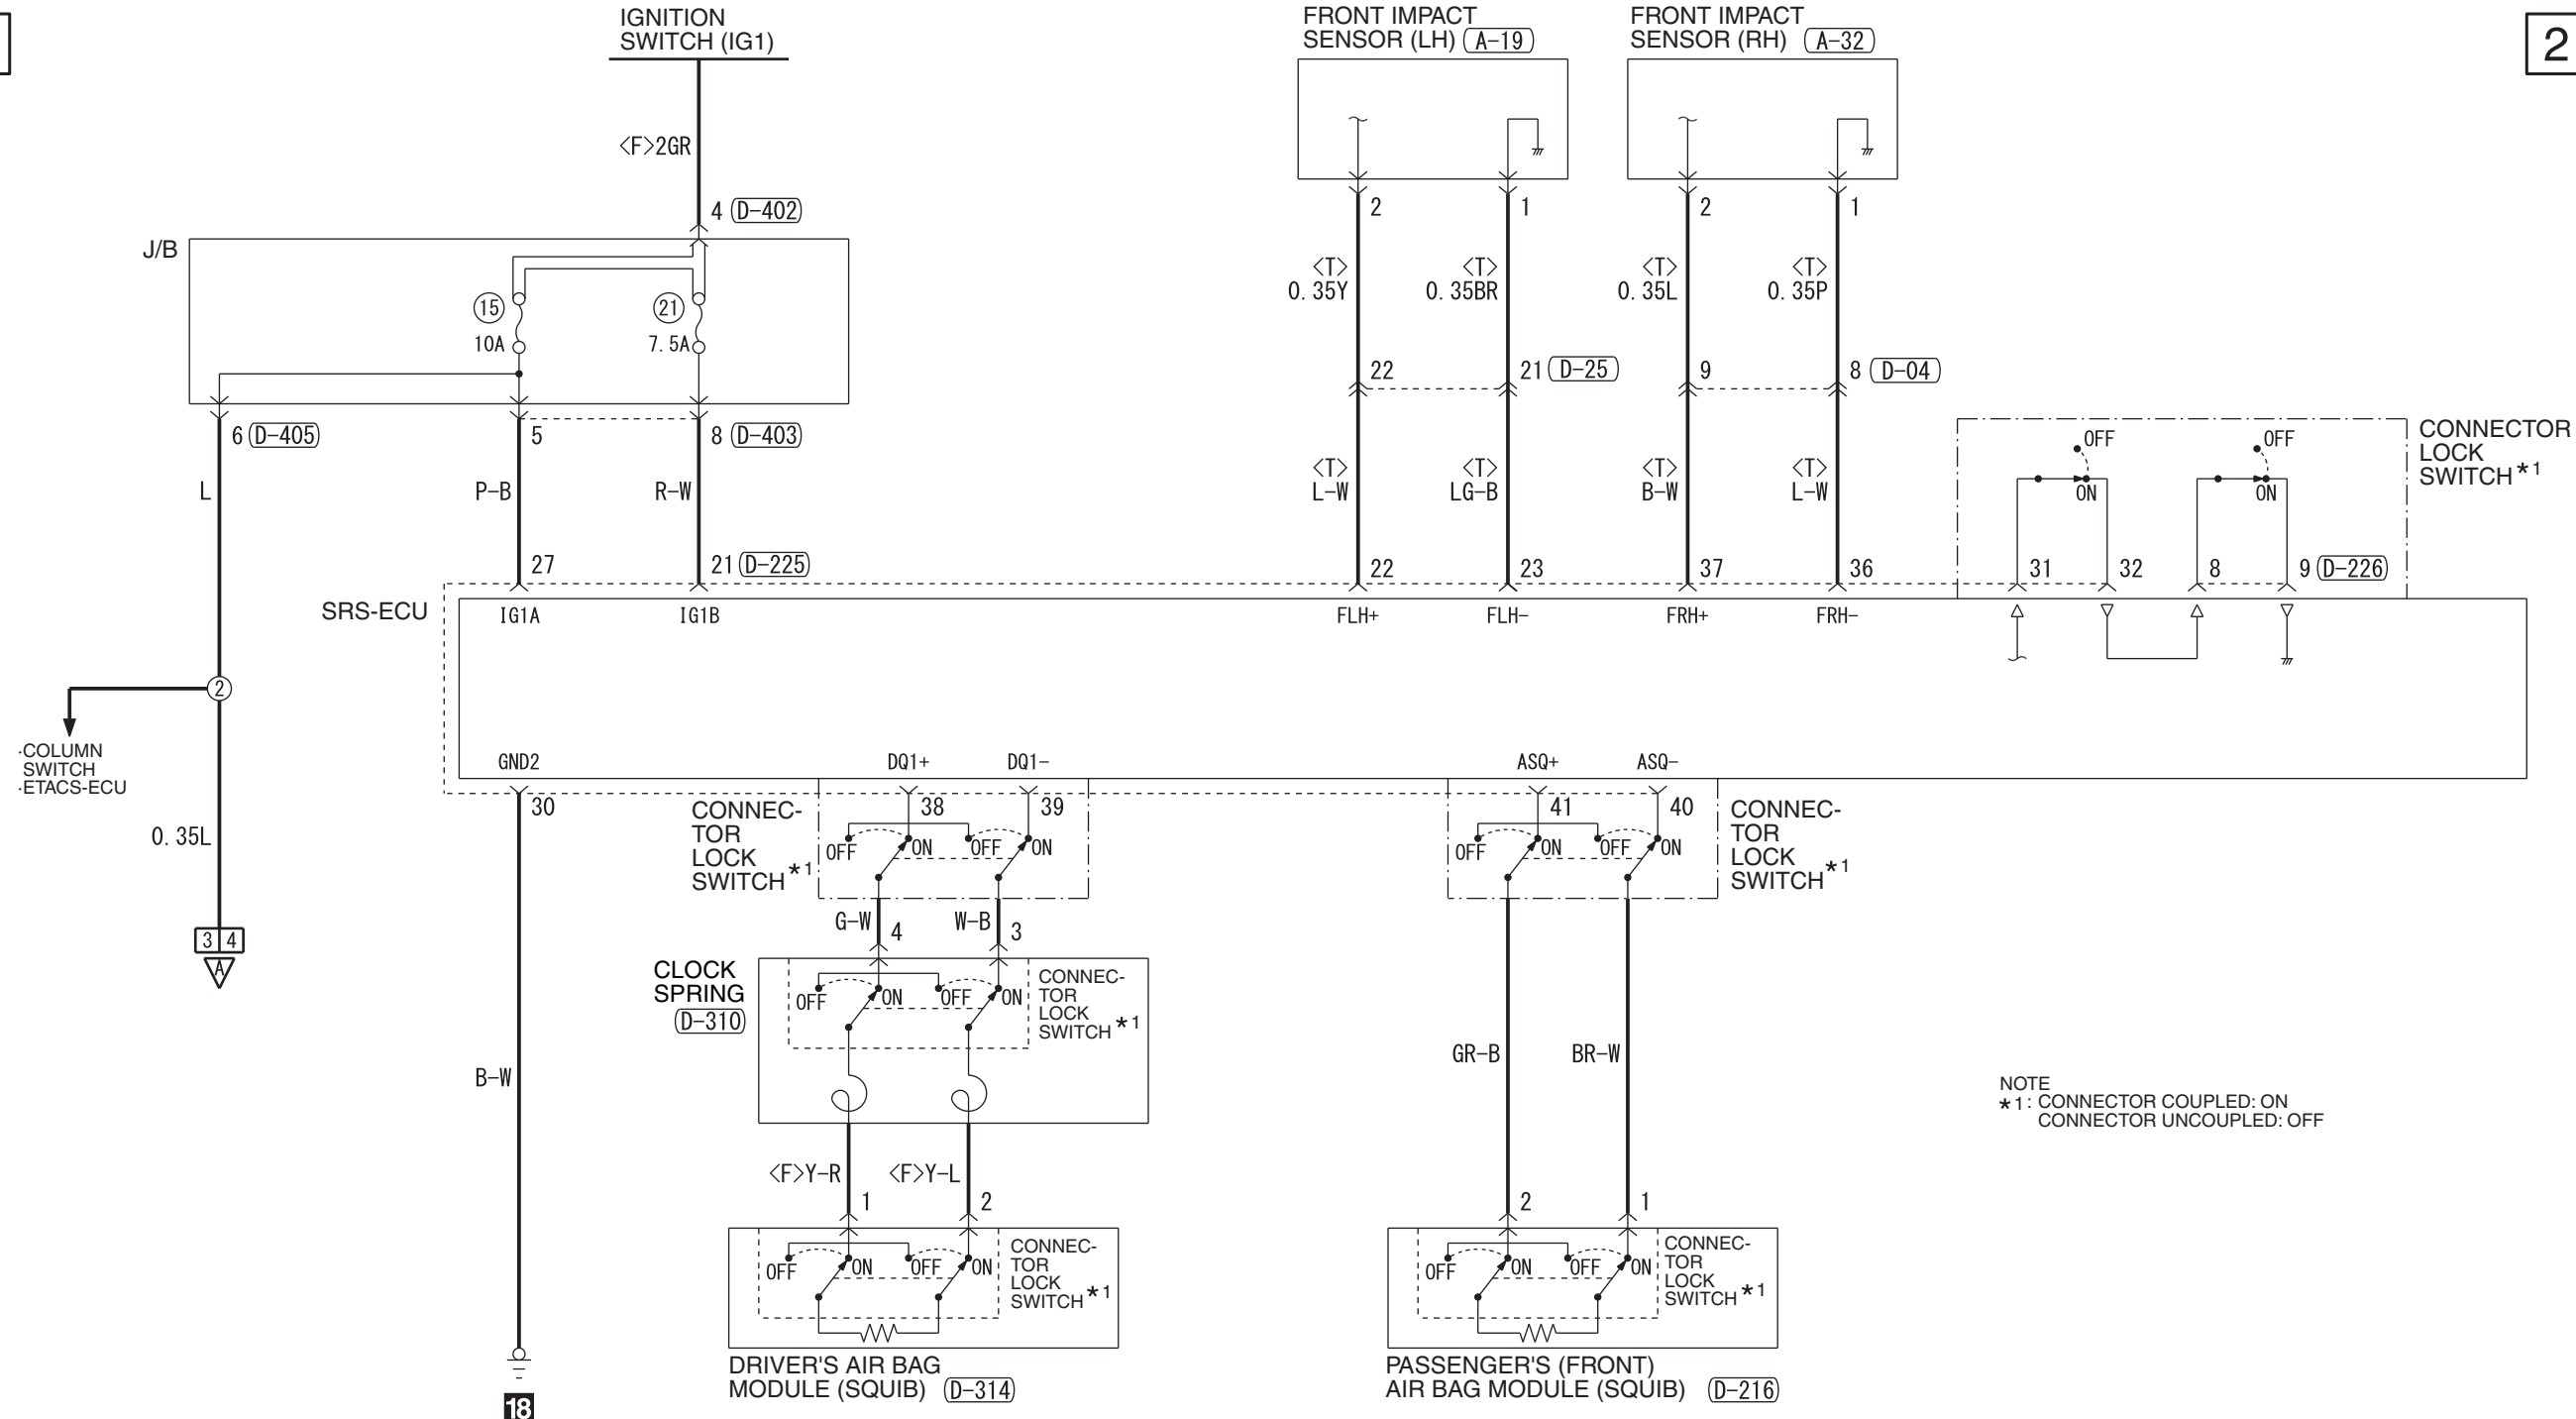 2
IGNITION
SWITCH (IG1)
FRONT IMPACT
SENSOR (LH) A-19
FRONT IMPACT
SENSOR (RH) A-32
<F>2GR
4 D-402
2 1 2 1
J/B
<T> <T> <T> <T>
0.35Y 0.35BR 0.35L 0.35P
15 21
10A 7.5A
22 21 D-25 9 8 D-04
6 D-405 5 8 D-403
OFF OFF
ON ON
CONNECTOR
LOCK
SWITCH*1
<T> <T> <T> <T>
L P-B R-W L-W LG-B B-W L-W
27 21 D-225 22 23 37 36 31 32 8 9 D-226
SRS-ECU
IG1A IG1B FLH+ FLH- FRH+ FRH-
2
·COLUMN
SWITCH
·ETACS-ECU
GND2 DQ1+ DQ1- ASQ+ ASQ-
30 38 39 41 40
CONNEC-
TOR
LOCK
SWITCH*1
OFF ON OFF ON
OFF ON OFF ON
CONNEC-
TOR
LOCK
SWITCH*1
0.35L
G-W 4 W-B 3
3 4
A
CLOCK
SPRING
D-310
OFF ON OFF ON
CONNEC-
TOR
LOCK
SWITCH*1
B-W
GR-B BR-W
NOTE
*1: CONNECTOR COUPLED: ON
CONNECTOR UNCOUPLED: OFF
<F>Y-R <F>Y-L
1 2 2 1
OFF ON OFF ON
CONNEC-
TOR
LOCK
SWITCH*1
OFF ON OFF ON
CONNEC-
TOR
LOCK
SWITCH*1
DRIVER'S AIR BAG
MODULE (SQUIB) D-314
PASSENGER'S (FRONT)
AIR BAG MODULE (SQUIB) D-216
18